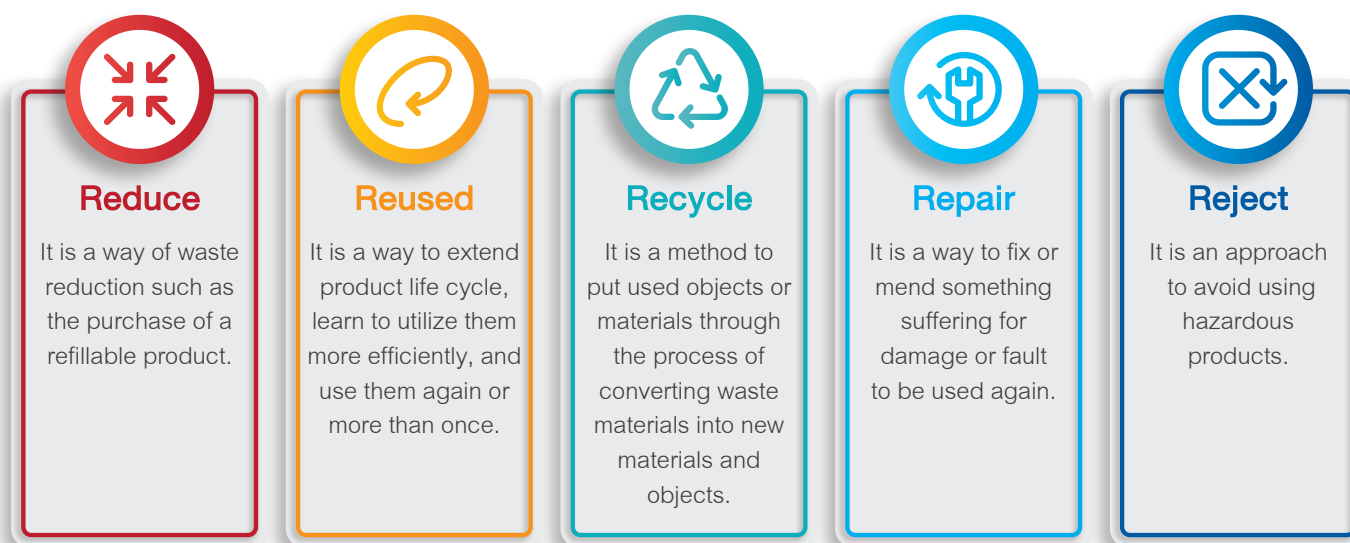 Reduce
It is a way of waste
reduction such as
the purchase of a
refillable product.
Reused
It is a way to extend
product life cycle,
learn to utilize them
more efficiently, and
use them again or
more than once.
Recycle
It is a method to
put used objects or
materials through
the process of
converting waste
materials into new
materials and
objects.
Repair
It is a way to fix or
mend something
suffering for
damage or fault
to be used again.
Reject
It is an approach
to avoid using
hazardous
products.